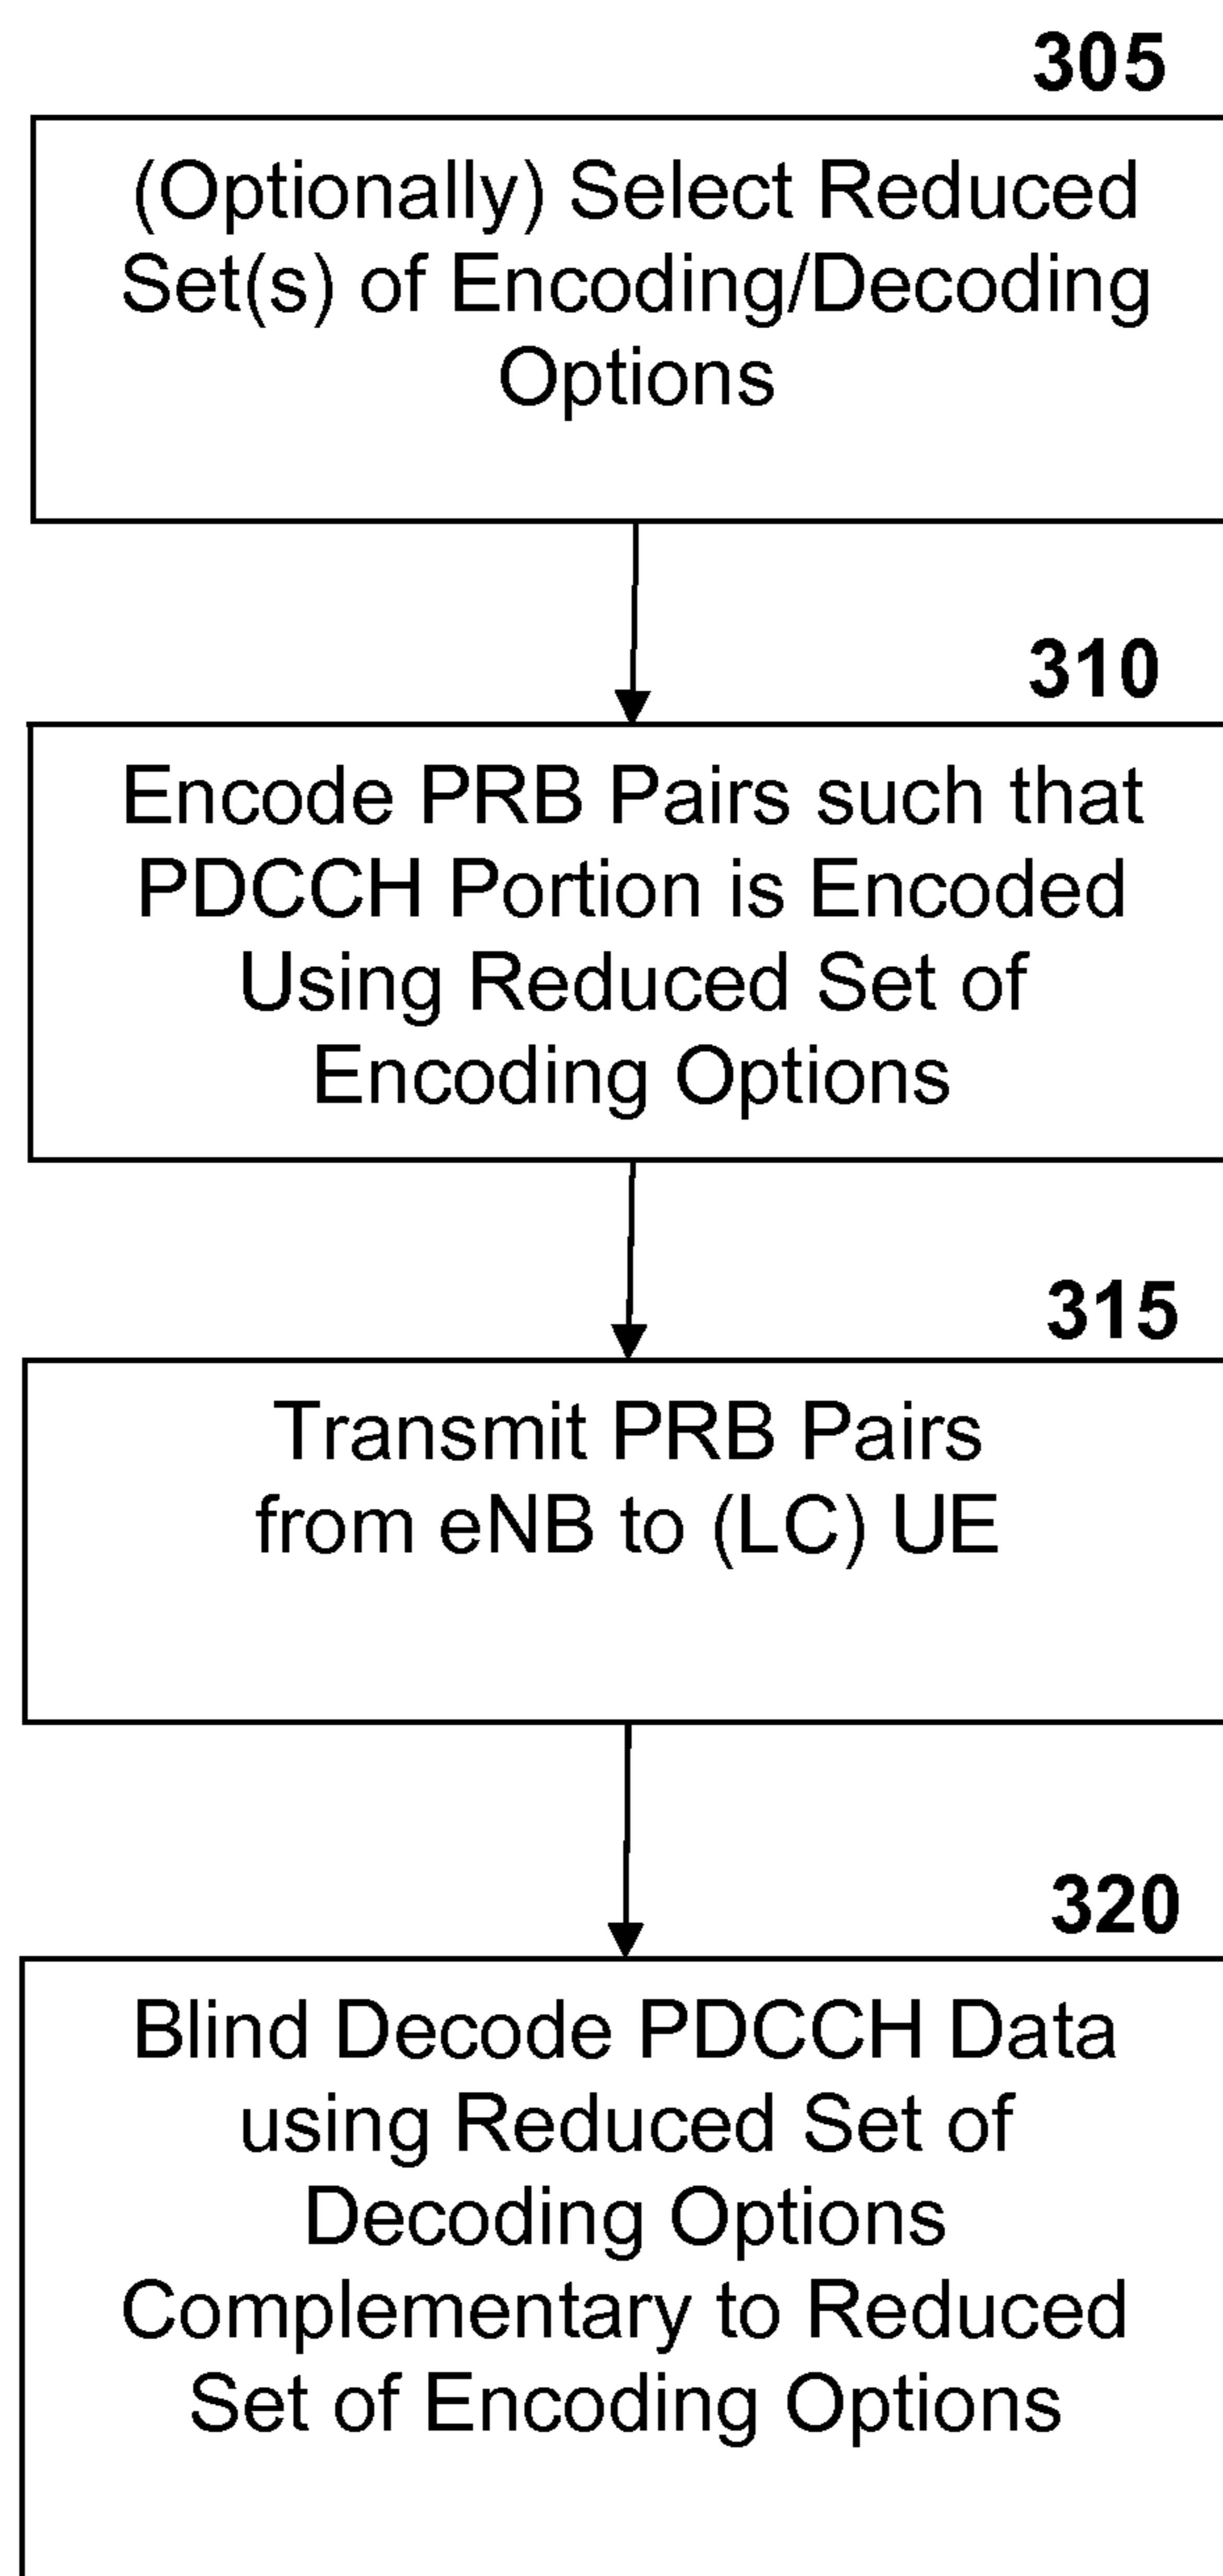 305
(Optionally) Select Reduced
Set(s) of Encoding/Decoding
Options
310
Encode PRB Pairs such that
PDCCH Portion is Encoded
Using Reduced Set of
Encoding Options
315
Transmit PRB Pairs
from eNB to (LC) UE
320
Blind Decode PDCCH Data
using Reduced Set of
Decoding Options
Complementary to Reduced
Set of Encoding Options